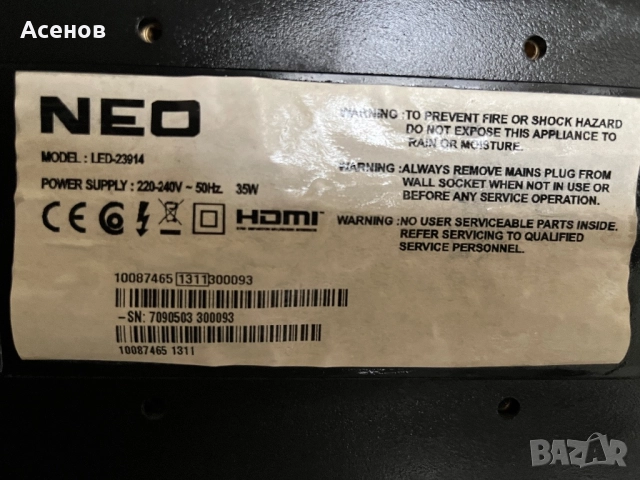 Асенов
NEO
MODEL : LED-23914
POWER SUPPLY : 220-240V ~ 50Hz. 35W
CE HDMI
WARNING :TO PREVENT FIRE OR SHOCK HAZARD
DO NOT EXPOSE THIS APPLIANCE TO
RAIN OR MOISTURE.
WARNING :ALWAYS REMOVE MAINS PLUG FROM
WALL SOCKET WHEN NOT IN USE OR
BEFORE ANY SERVICE OPERATION.
WARNING :NO USER SERVICEABLE PARTS INSIDE.
REFER SERVICING TO QUALIFIED
SERVICE PERSONNEL.
10087465 1311 300093
-SN: 7090503 300093
10087465 1311
BAZAR